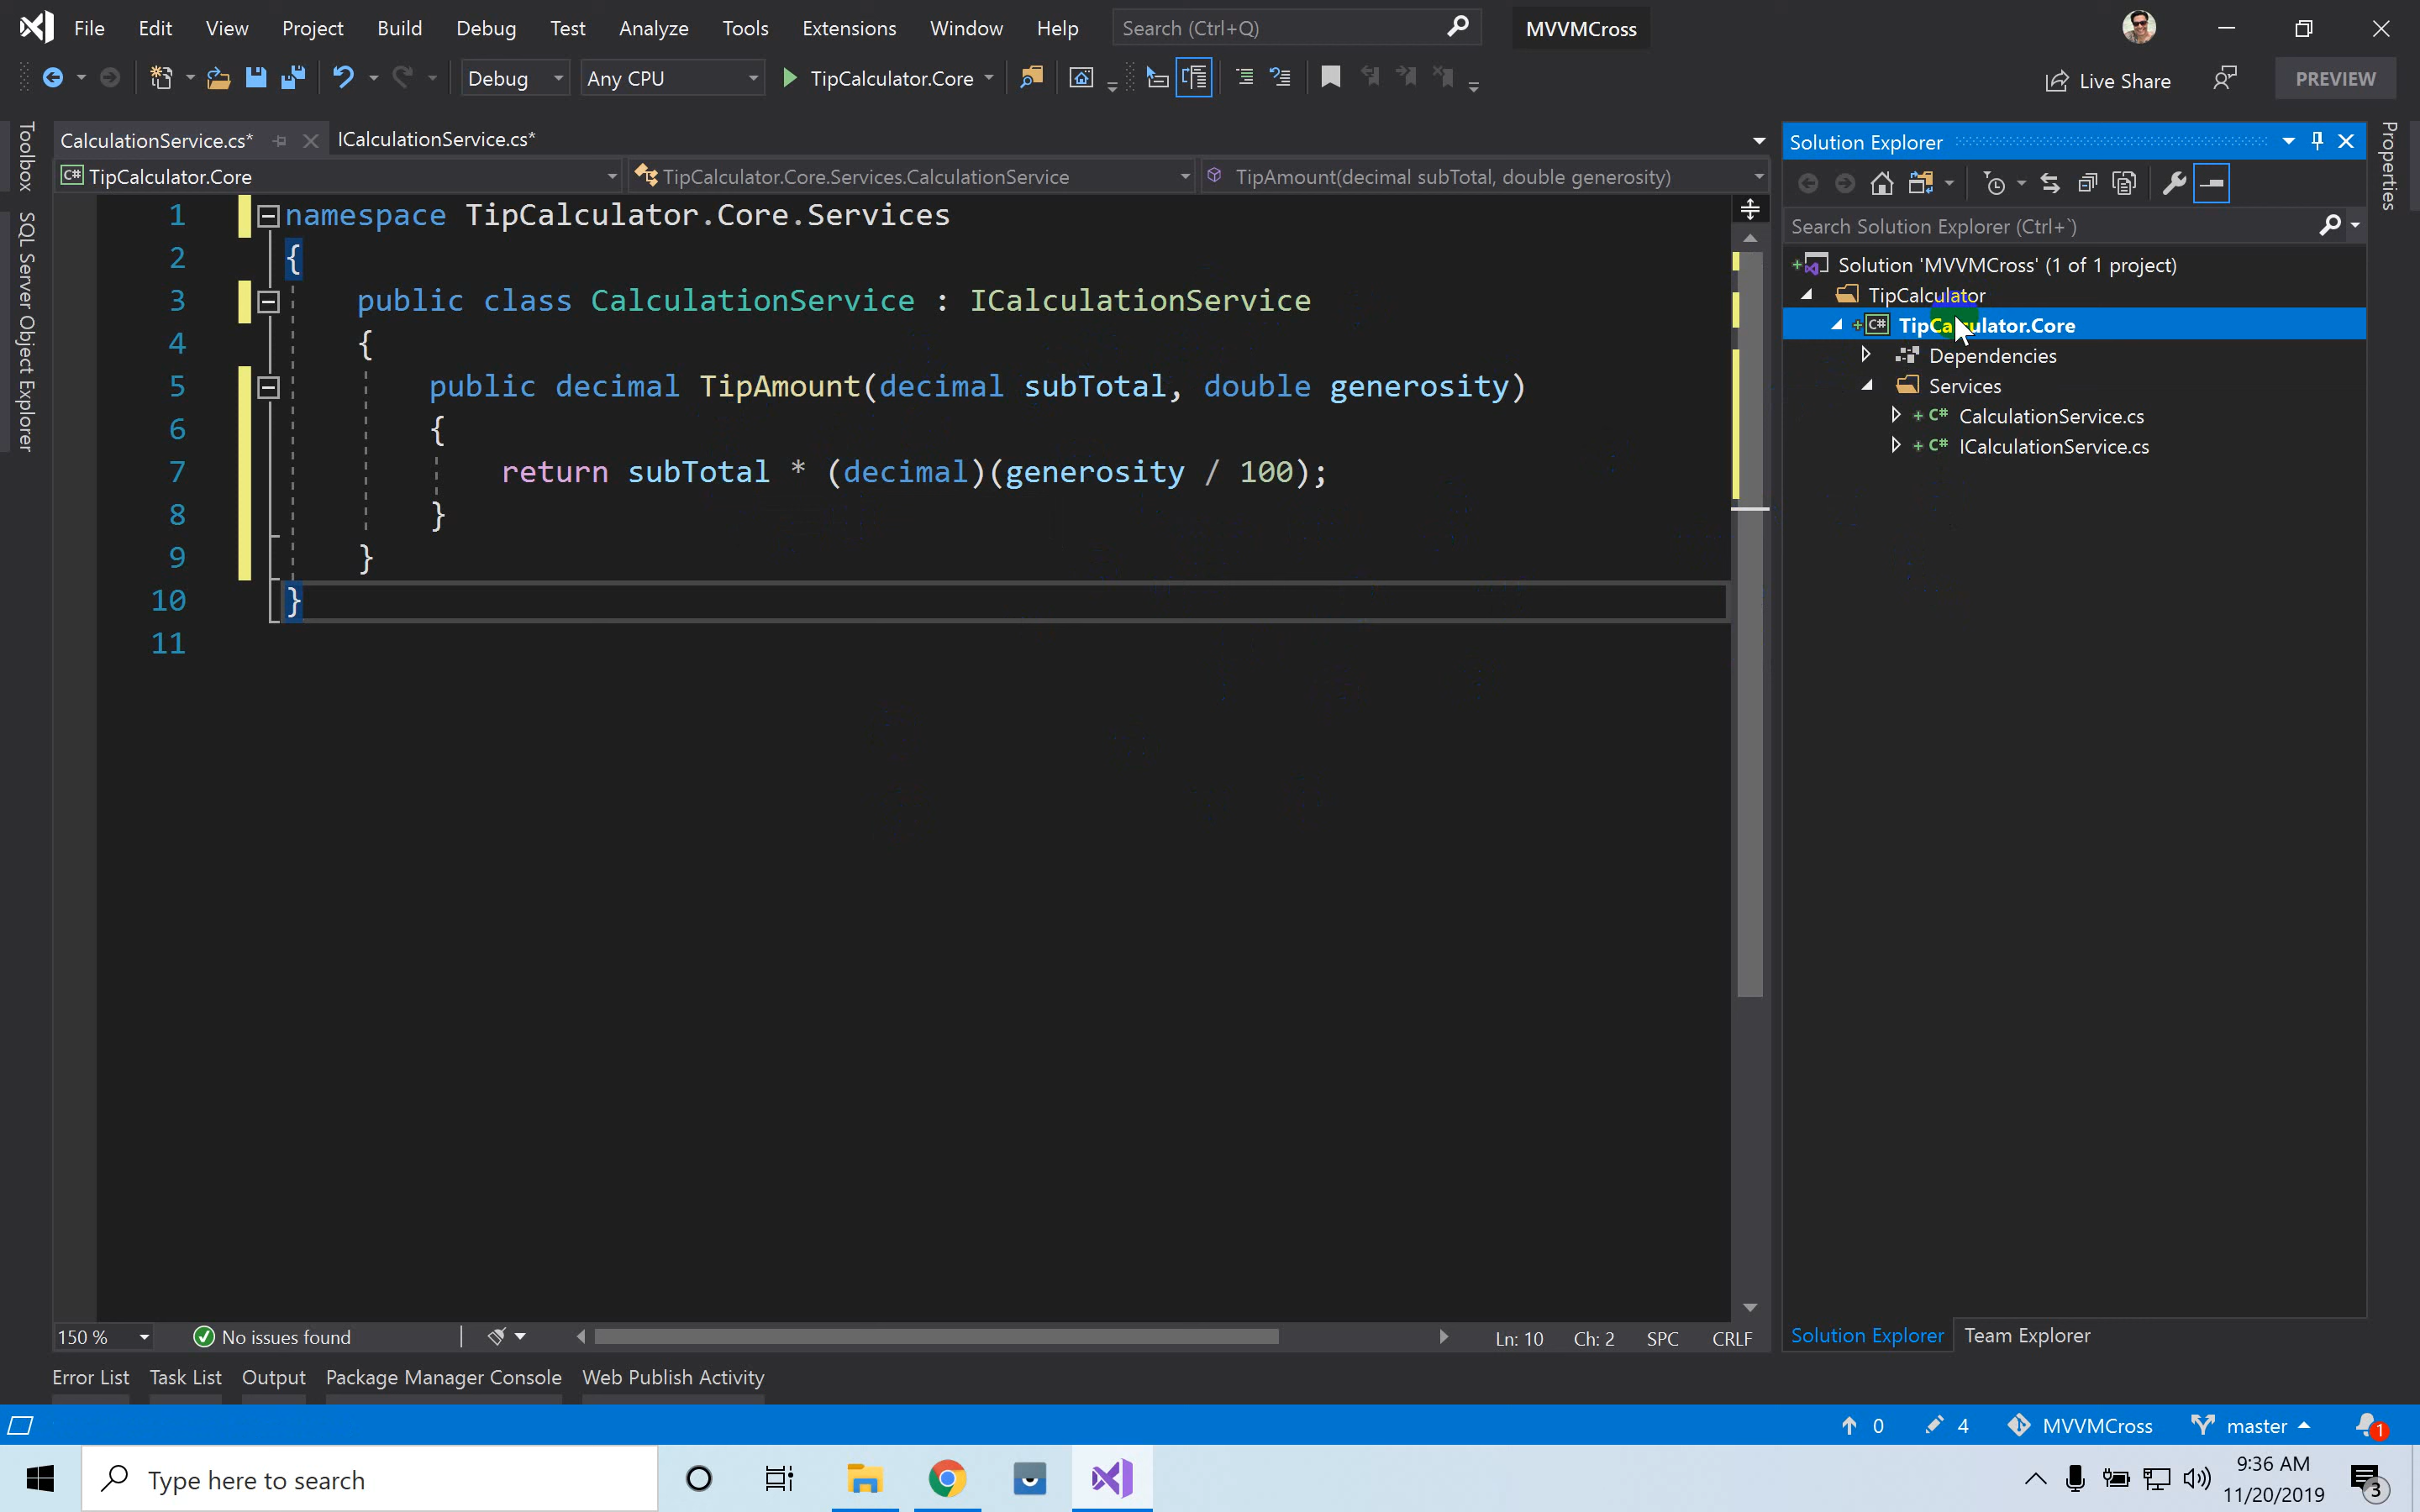 File Edit View Project Build Debug Test Analyze Tools Extensions Window Help Search (Ctrl+Q) MVVMCross
Debug Any CPU TipCalculator.Core Live Share PREVIEW
CalculationService.cs* ICalculationService.cs*
C# TipCalculator.Core TipCalculator.Core.Services.CalculationService TipAmount(decimal subTotal, double generosity)
1 namespace TipCalculator.Core.Services
2 {
3 public class CalculationService : ICalculationService
4 {
5 public decimal TipAmount(decimal subTotal, double generosity)
6 {
7 return subTotal * (decimal)(generosity / 100);
8 }
9 }
10 }
11
Toolbox
SQL Server Object Explorer
Solution Explorer
Search Solution Explorer (Ctrl+`)
Solution 'MVVMCross' (1 of 1 project)
TipCalculator
C# TipCalculator.Core
Dependencies
Services
C# CalculationService.cs
C# ICalculationService.cs
Properties
Solution Explorer Team Explorer
150 % No issues found Ln: 10 Ch: 2 SPC CRLF
Error List Task List Output Package Manager Console Web Publish Activity
0 4 MVVMCross master 1
Type here to search
9:36 AM
11/20/2019
3